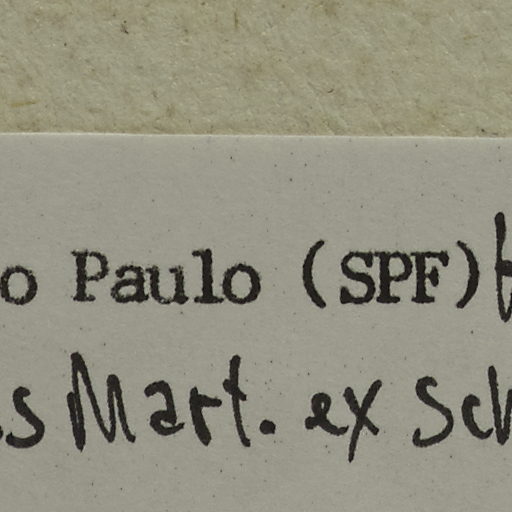 o Paulo (SPF) t
s Mart. ex Sch